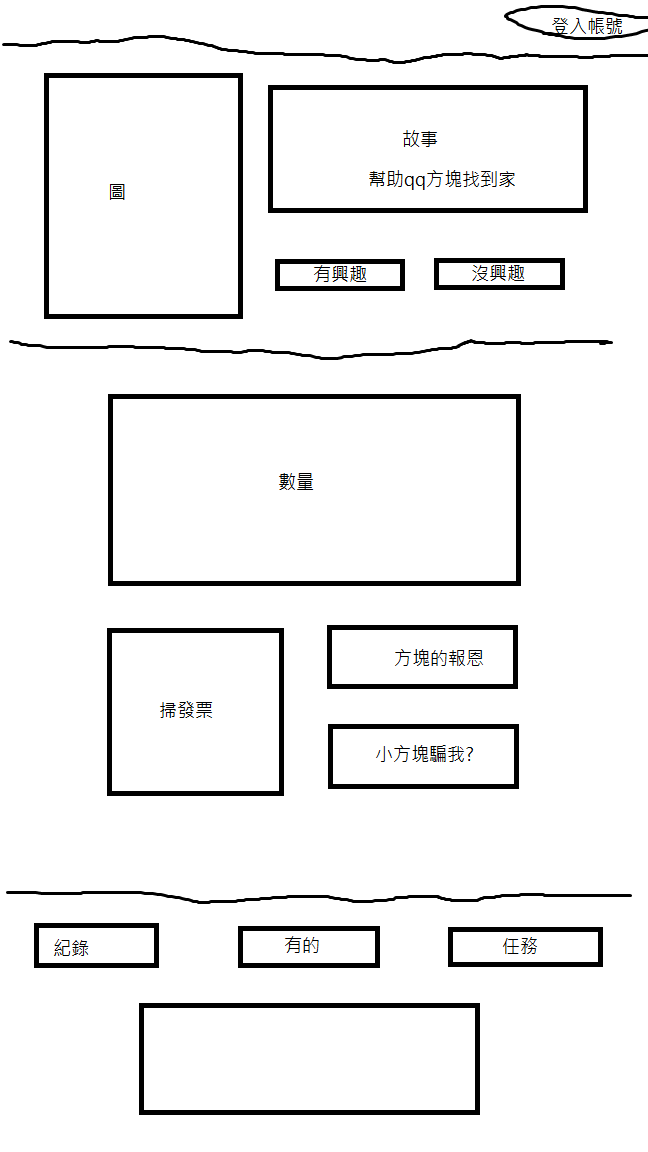 登入帳號
圖
故事
幫助qq方塊找到家
有興趣
沒興趣
數量
掃發票
方塊的報恩
小方塊騙我?
紀錄
有的
任務